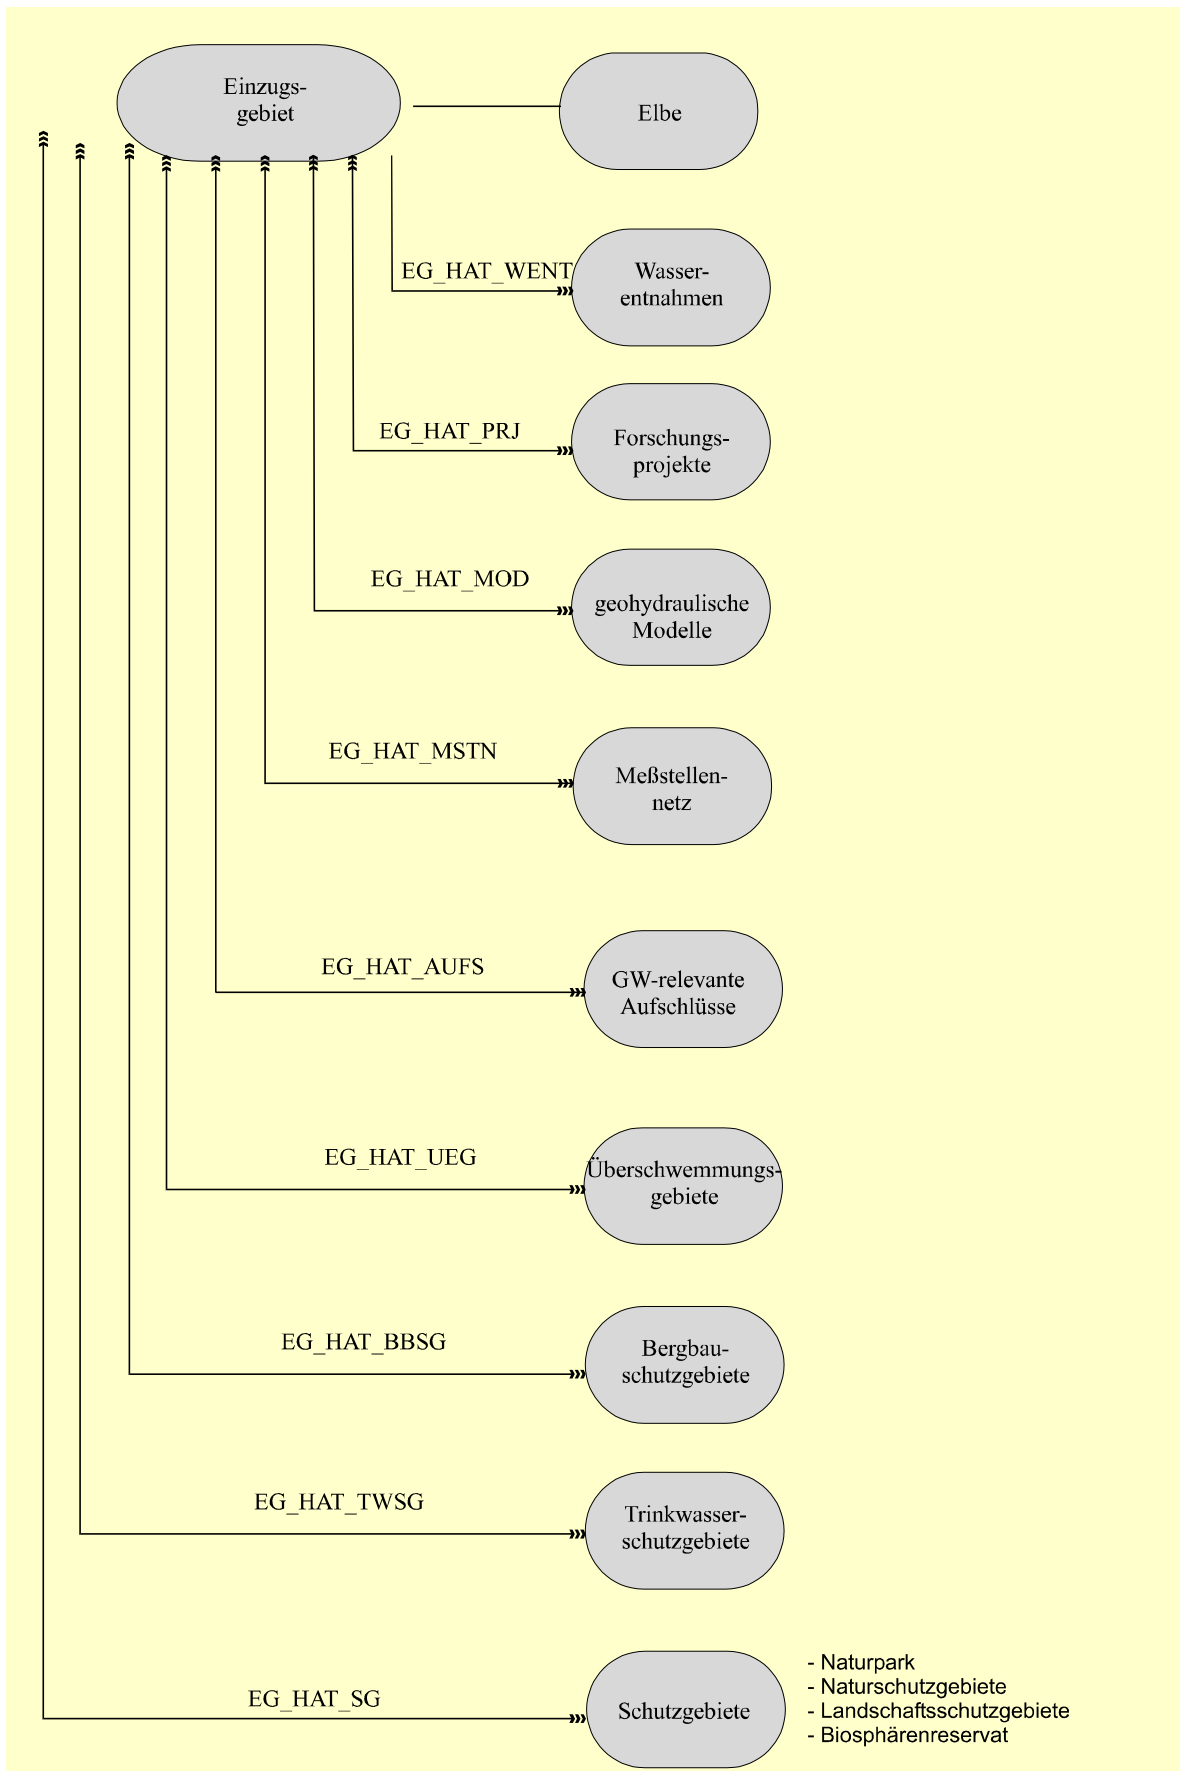 Einzugs-
gebiet
Elbe
EG_HAT_WENT
Wasser-
entnahmen
EG_HAT_PRJ
Forschungs-
projekte
EG_HAT_MOD
geohydraulische
Modelle
EG_HAT_MSTN
Meßstellen-
netz
EG_HAT_AUFS
GW-relevante
Aufschlüsse
EG_HAT_UEG
Überschwemmungs-
gebiete
EG_HAT_BBSG
Bergbau-
schutzgebiete
EG_HAT_TWSG
Trinkwasser-
schutzgebiete
EG_HAT_SG
Schutzgebiete
- Naturpark
- Naturschutzgebiete
- Landschaftsschutzgebiete
- Biosphärenreservat